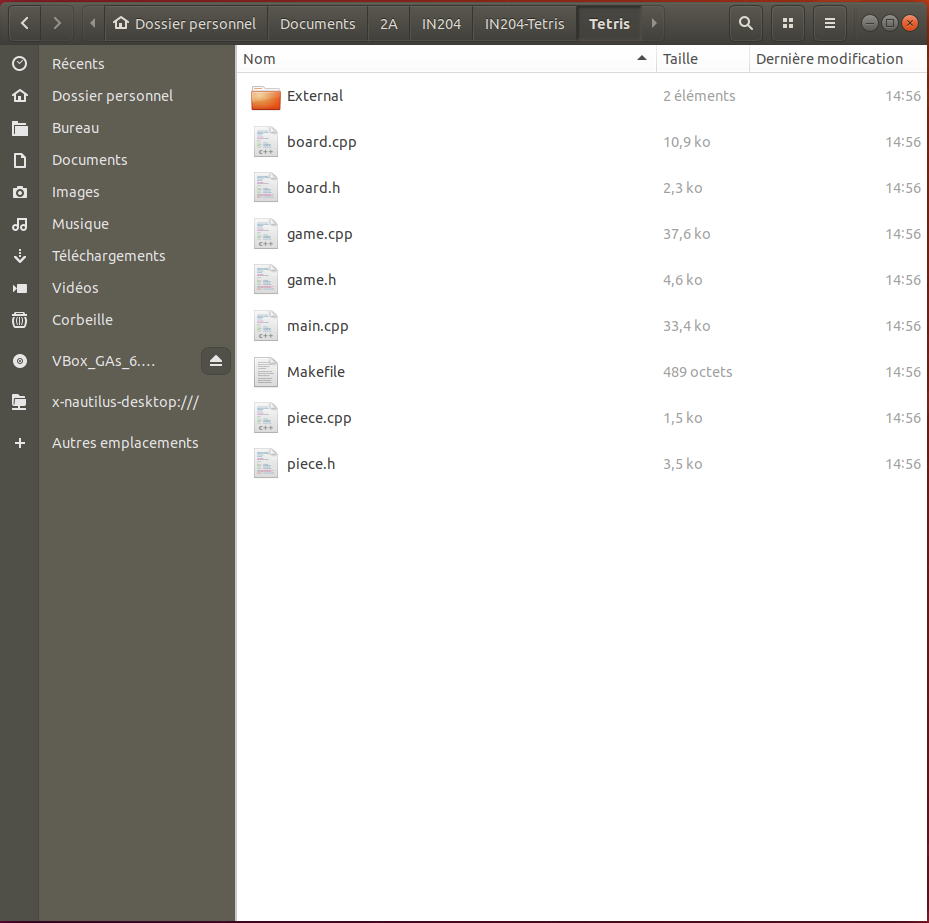 Dossier personnel Documents 2A IN204 IN204-Tetris Tetris
Récents
Dossier personnel
Bureau
Documents
Images
Musique
Téléchargements
Vidéos
Corbeille
VBox_GAs_6....
x-nautilus-desktop:///
Autres emplacements
Nom Taille Dernière modification
External 2 éléments 14:56
board.cpp 10,9 ko 14:56
board.h 2,3 ko 14:56
game.cpp 37,6 ko 14:56
game.h 4,6 ko 14:56
main.cpp 33,4 ko 14:56
Makefile 489 octets 14:56
piece.cpp 1,5 ko 14:56
piece.h 3,5 ko 14:56